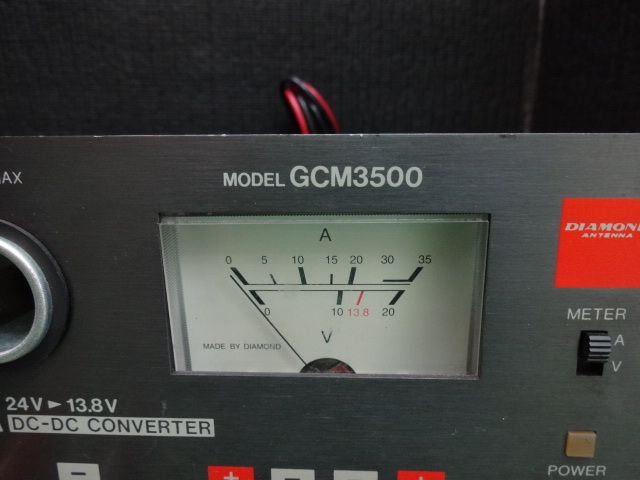 AX
MODEL GCM3500
A
0 5 10 15 20 30 35
0 10 13.8 20
V
MADE BY DIAMOND
DIAMOND
ANTENNA
METER
A
V
24V ► 13.8V
DC-DC CONVERTER
POWER
− + − − +